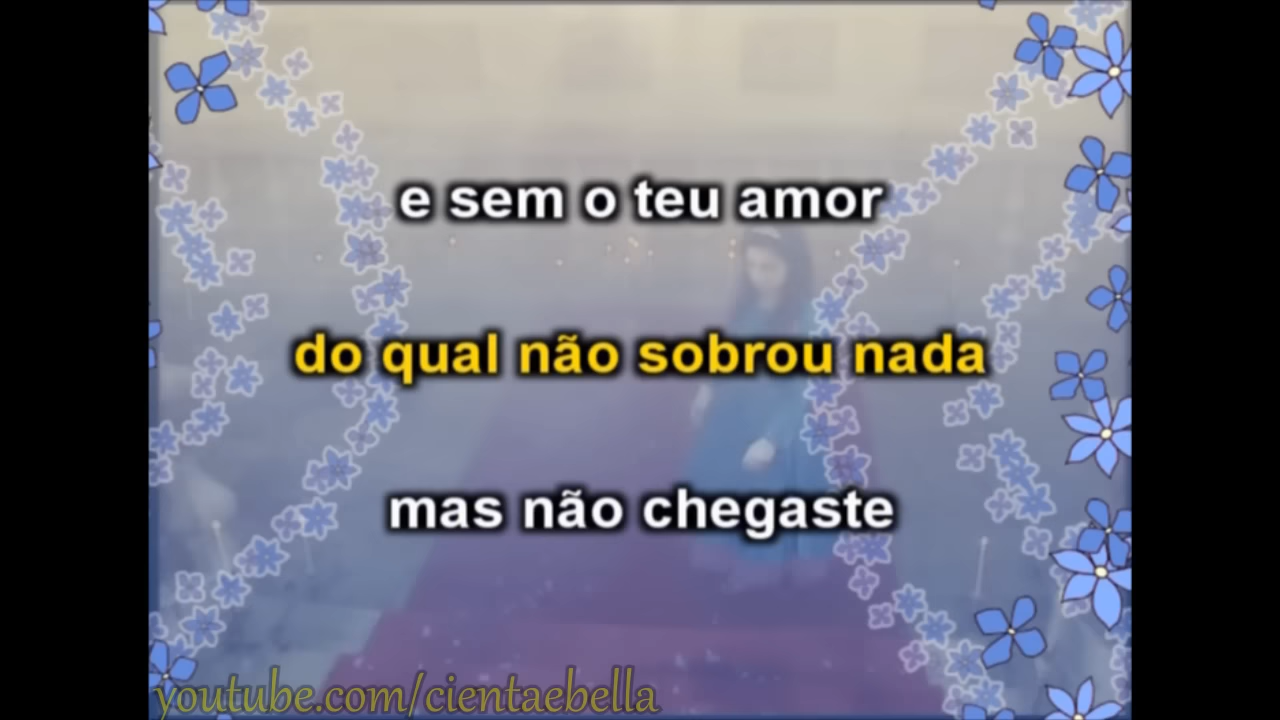 e sem o teu amor
do qual não sobrou nada
mas não chegaste
youtube.com/cientaebella